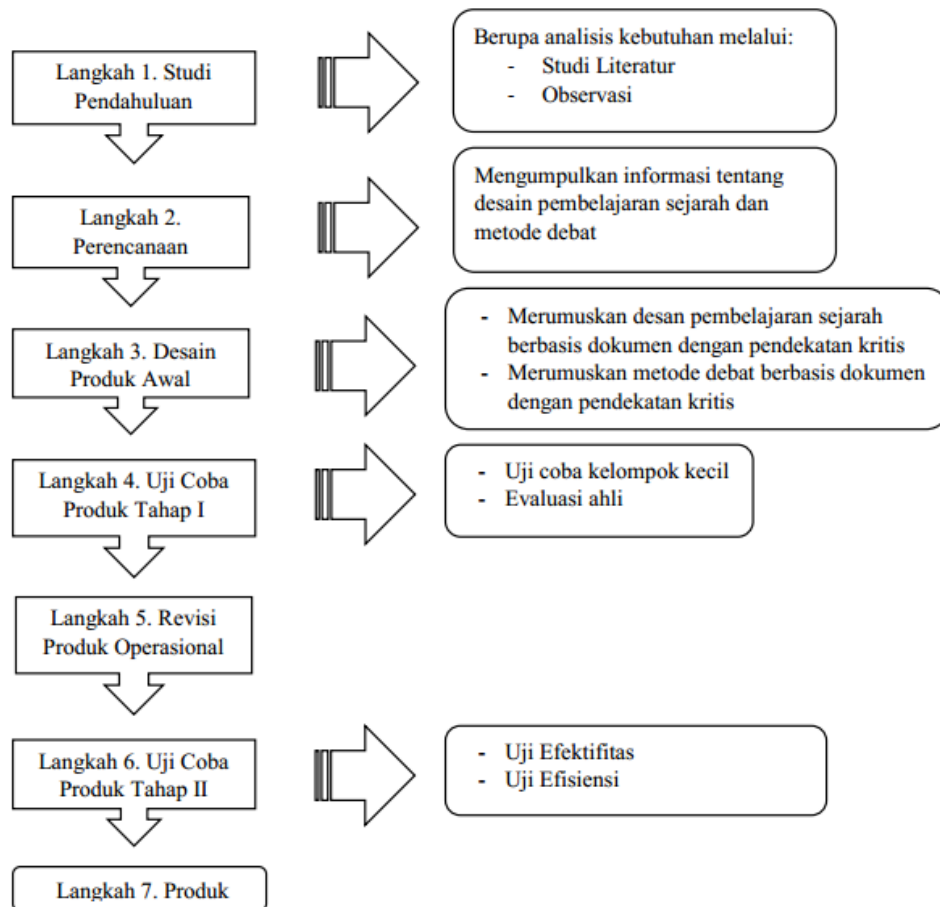 Langkah 1. Studi
Pendahuluan
Berupa analisis kebutuhan melalui:
- Studi Literatur
- Observasi
Langkah 2.
Perencanaan
Mengumpulkan informasi tentang
desain pembelajaran sejarah dan
metode debat
Langkah 3. Desain
Produk Awal
- Merumuskan desan pembelajaran sejarah
berbasis dokumen dengan pendekatan kritis
- Merumuskan metode debat berbasis dokumen
dengan pendekatan kritis
Langkah 4. Uji Coba
Produk Tahap I
- Uji coba kelompok kecil
- Evaluasi ahli
Langkah 5. Revisi
Produk Operasional
Langkah 6. Uji Coba
Produk Tahap II
- Uji Efektifitas
- Uji Efisiensi
Langkah 7. Produk